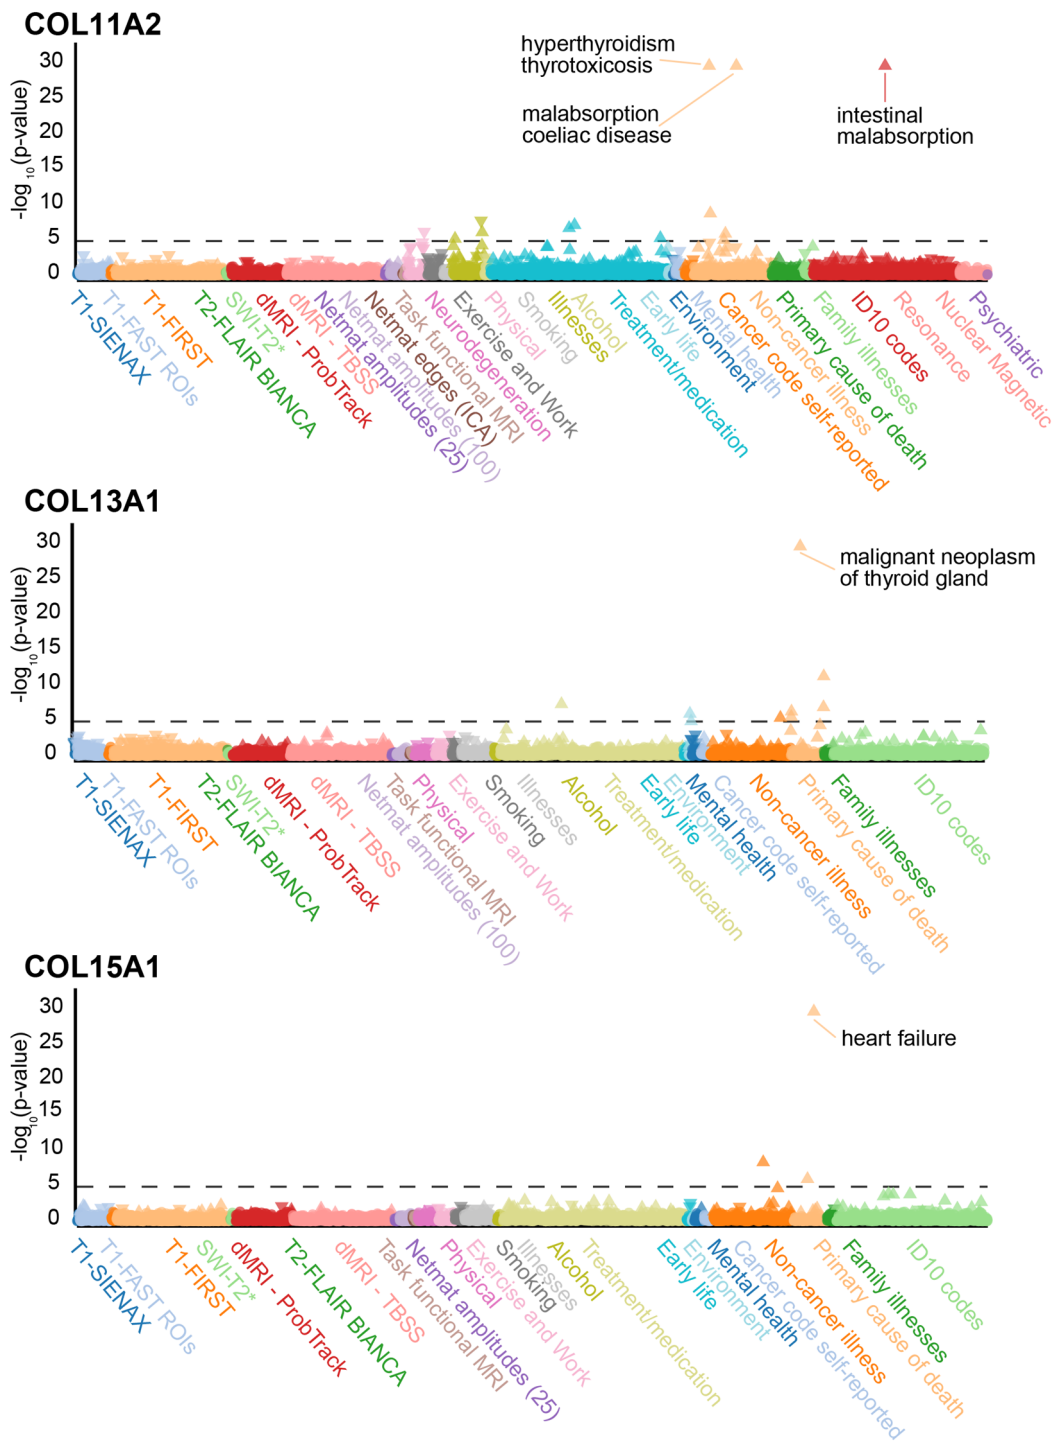 COL11A2
-log10(p-value)
30
25
20
15
10
5
0
hyperthyroidism
thyrotoxicosis
malabsorption
coeliac disease
intestinal
malabsorption
T1-SIENAX
T1-FAST ROIs
T1-FIRST
T2-FLAIR BIANCA
SWI-T2*
dMRI - ProbTrack
dMRI - TBSS
Netmat amplitudes (25)
Netmat amplitudes (100)
Netmat edges (ICA)
Task functional MRI
Neurodegeneration
Exercise and Work
Physical
Smoking
Illnesses
Alcohol
Treatment/medication
Early life
Environment
Mental health
Cancer code self-reported
Non-cancer illness
Primary cause of death
Family illnesses
ID10 codes
Resonance
Nuclear Magnetic
Psychiatric
COL13A1
-log10(p-value)
30
25
20
15
10
5
0
malignant neoplasm
of thyroid gland
T1-SIENAX
T1-FAST ROIs
T1-FIRST
T2-FLAIR BIANCA
SWI-T2*
dMRI - ProbTrack
dMRI - TBSS
Netmat amplitudes (100)
Task functional MRI
Physical
Exercise and Work
Smoking
Illnesses
Alcohol
Treatment/medication
Early life
Environment
Mental health
Cancer code self-reported
Non-cancer illness
Primary cause of death
Family illnesses
ID10 codes
COL15A1
-log10(p-value)
30
25
20
15
10
5
0
heart failure
T1-SIENAX
T1-FAST ROIs
T1-FIRST
SWI-T2*
dMRI - ProbTrack
T2-FLAIR BIANCA
dMRI - TBSS
Task functional MRI
Netmat amplitudes (25)
Physical
Exercise and Work
Smoking
Illnesses
Alcohol
Treatment/medication
Early life
Environment
Mental health
Cancer code self-reported
Non-cancer illness
Primary cause of death
Family illnesses
ID10 codes